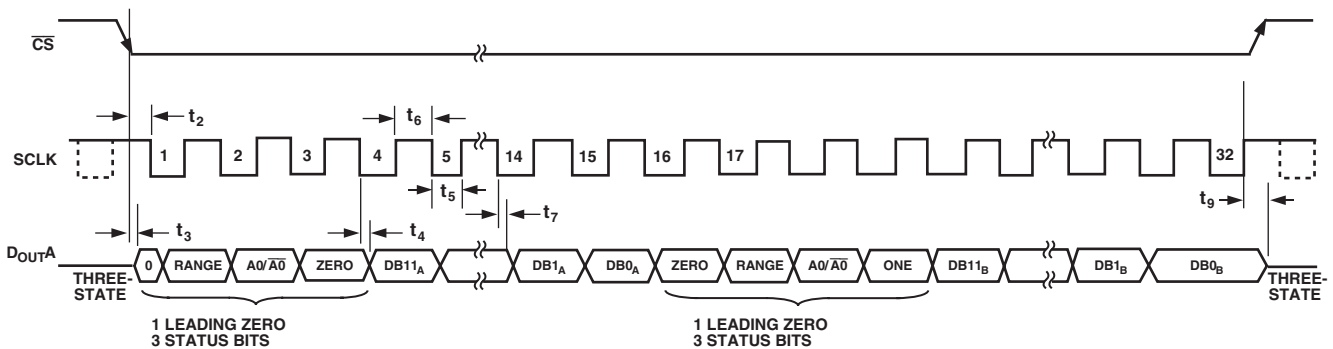 CS
t2
t6
SCLK
1 2 3 4 5 14 15 16 17 32
t5
t7
t9
t3
t4
DOUTA
0 RANGE A0/A0 ZERO DB11A DB1A DB0A ZERO RANGE A0/A0 ONE DB11B DB1B DB0B
THREE-
STATE
THREE-
STATE
1 LEADING ZERO
3 STATUS BITS
1 LEADING ZERO
3 STATUS BITS